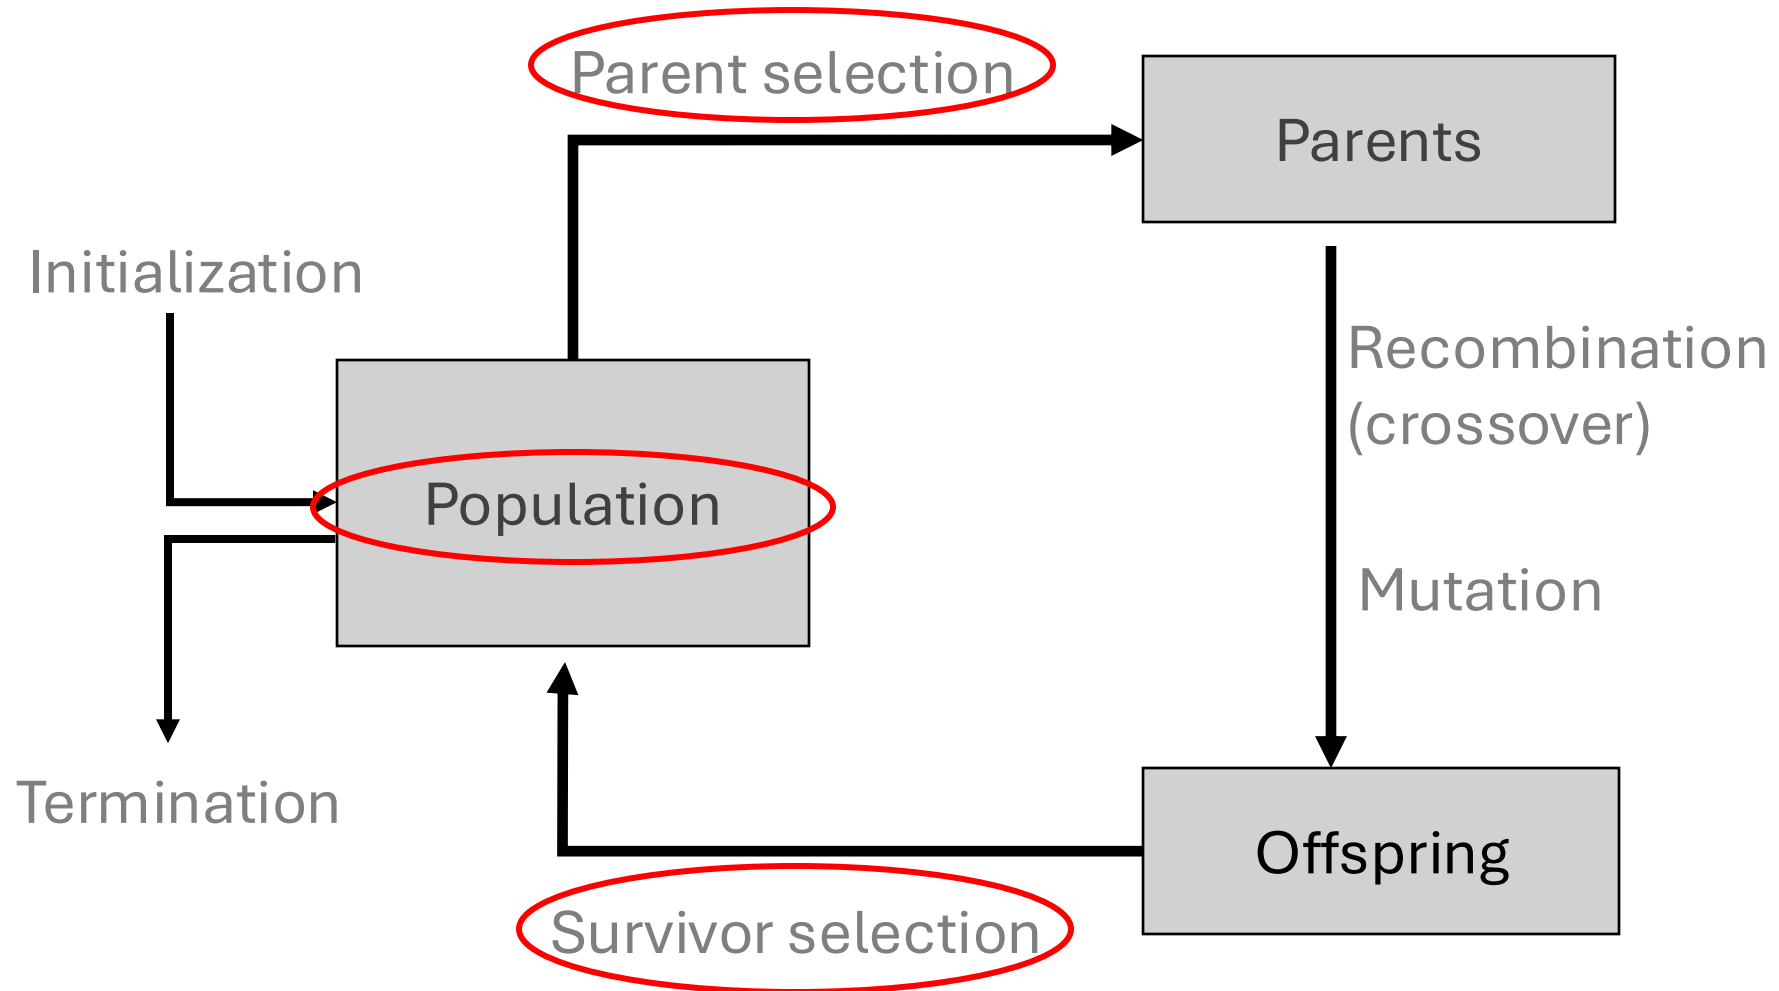 Parent selection
Parents
Initialization
Recombination
(crossover)
Population
Mutation
Termination
Offspring
Survivor selection